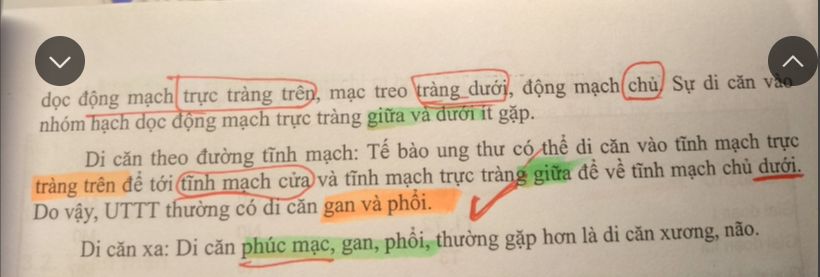 dọc động mạch trực tràng trên, mạc treo tràng dưới, động mạch chủ. Sự di căn vào
nhóm hạch dọc động mạch trực tràng giữa và dưới ít gặp.
Di căn theo đường tĩnh mạch: Tế bào ung thư có thể di căn vào tĩnh mạch trực
tràng trên để tới tĩnh mạch cửa và tĩnh mạch trực tràng giữa đề về tĩnh mạch chủ dưới.
Do vậy, UTTT thường có di căn gan và phổi.
Di căn xa: Di căn phúc mạc, gan, phổi, thường gặp hơn là di căn xương, não.